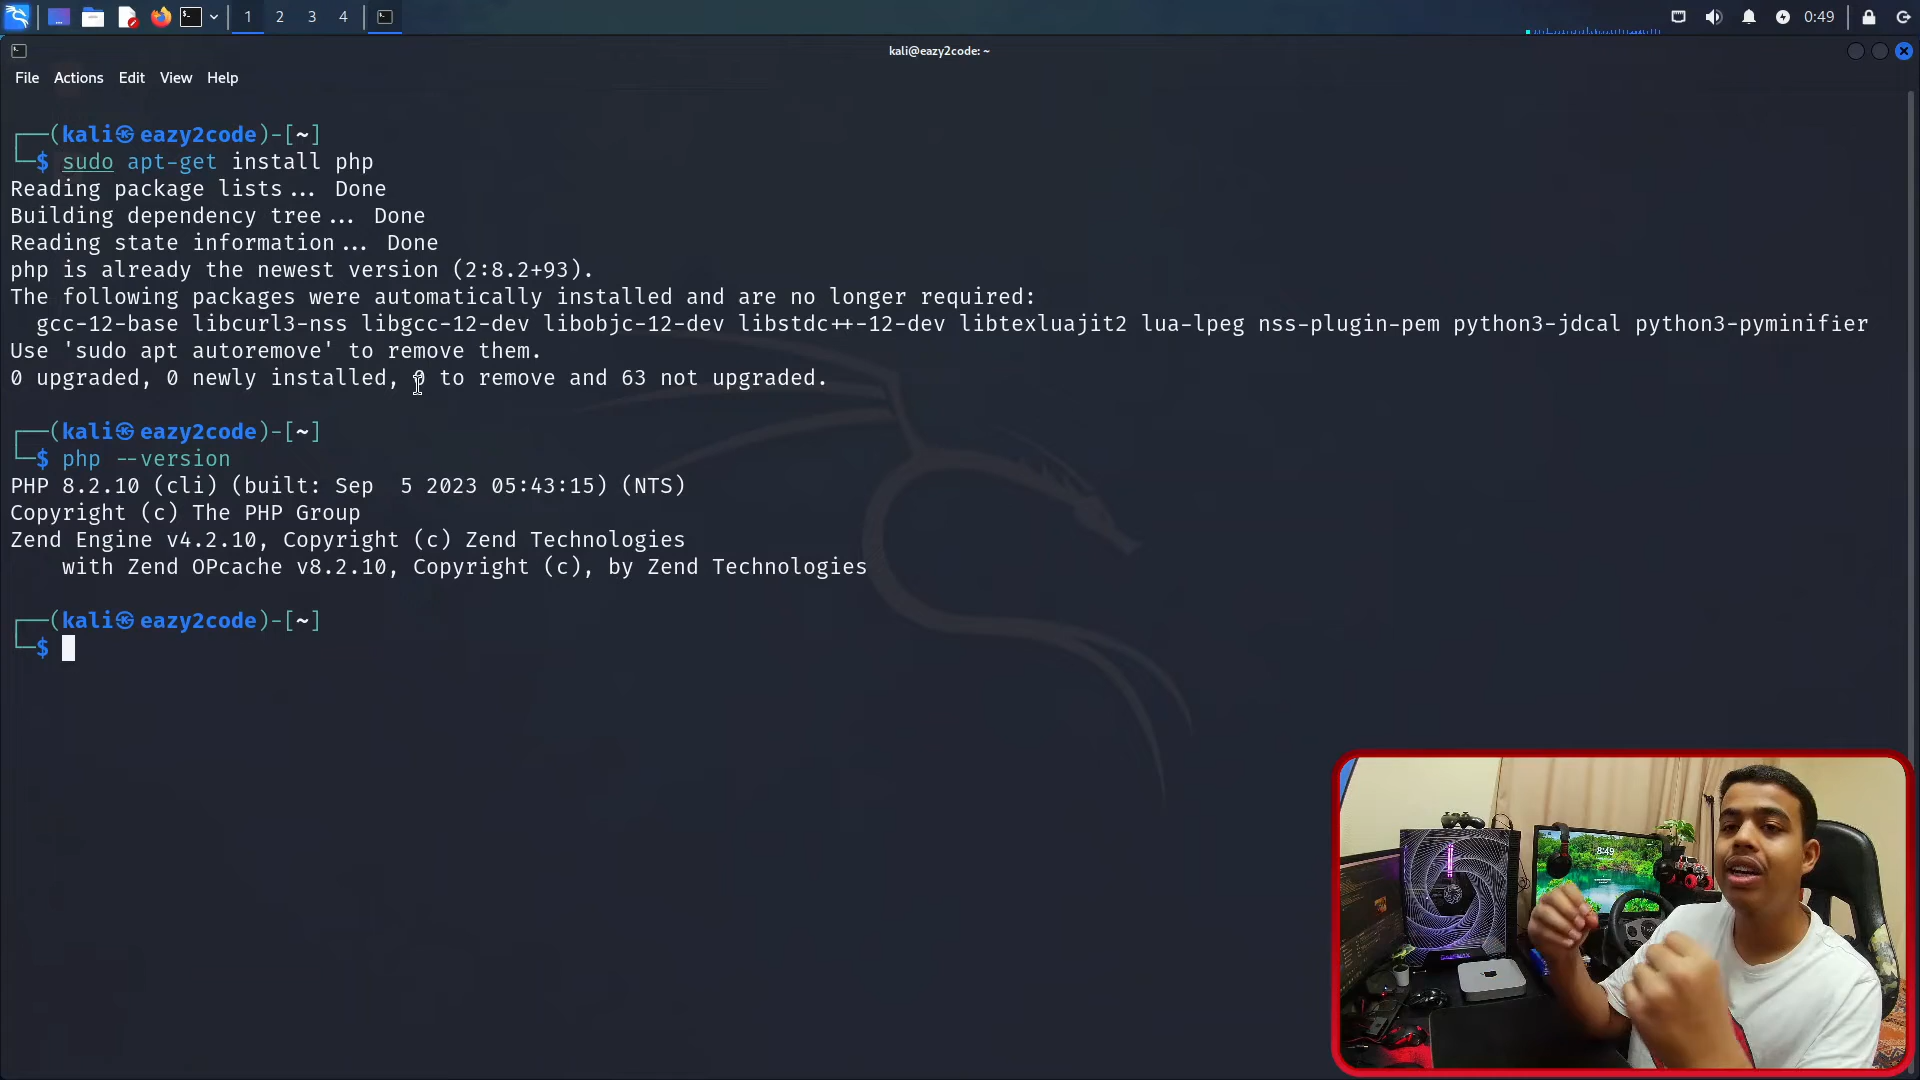 1 2 3 4 0:49
kali@eazy2code: ~
File Actions Edit View Help
┌──(kali㉿eazy2code)-[~]
└─$ sudo apt-get install php
Reading package lists... Done
Building dependency tree... Done
Reading state information... Done
php is already the newest version (2:8.2+93).
The following packages were automatically installed and are no longer required:
gcc-12-base libcurl3-nss libgcc-12-dev libobjc-12-dev libstdc++-12-dev libtexluajit2 lua-lpeg nss-plugin-pem python3-jdcal python3-pyminifier
Use 'sudo apt autoremove' to remove them.
0 upgraded, 0 newly installed, 0 to remove and 63 not upgraded.
┌──(kali㉿eazy2code)-[~]
└─$ php --version
PHP 8.2.10 (cli) (built: Sep  5 2023 05:43:15) (NTS)
Copyright (c) The PHP Group
Zend Engine v4.2.10, Copyright (c) Zend Technologies
with Zend OPcache v8.2.10, Copyright (c), by Zend Technologies
┌──(kali㉿eazy2code)-[~]
└─$
8:49